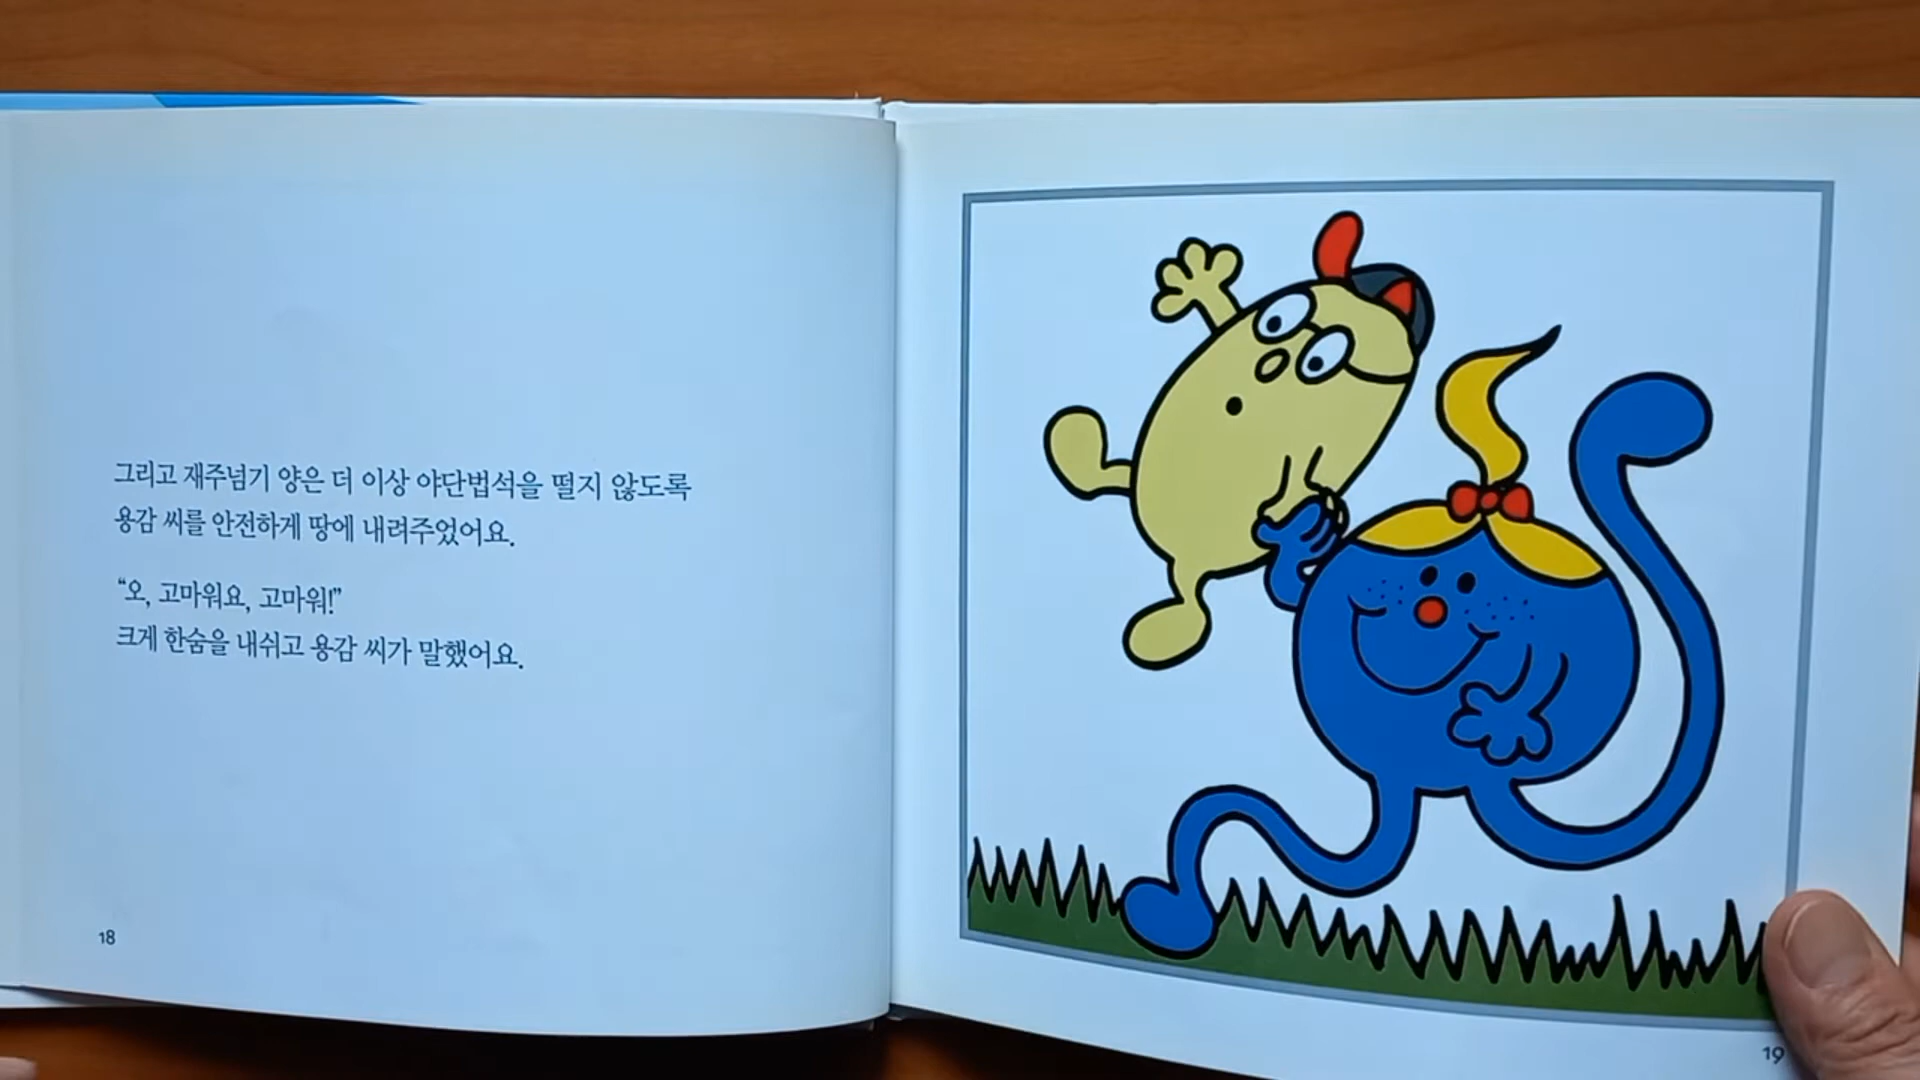 그리고 재주넘기 양은 더 이상 야단법석을 떨지 않도록
용감 씨를 안전하게 땅에 내려주었어요.
“오, 고마워요, 고마워!”
크게 한숨을 내쉬고 용감 씨가 말했어요.
18
19